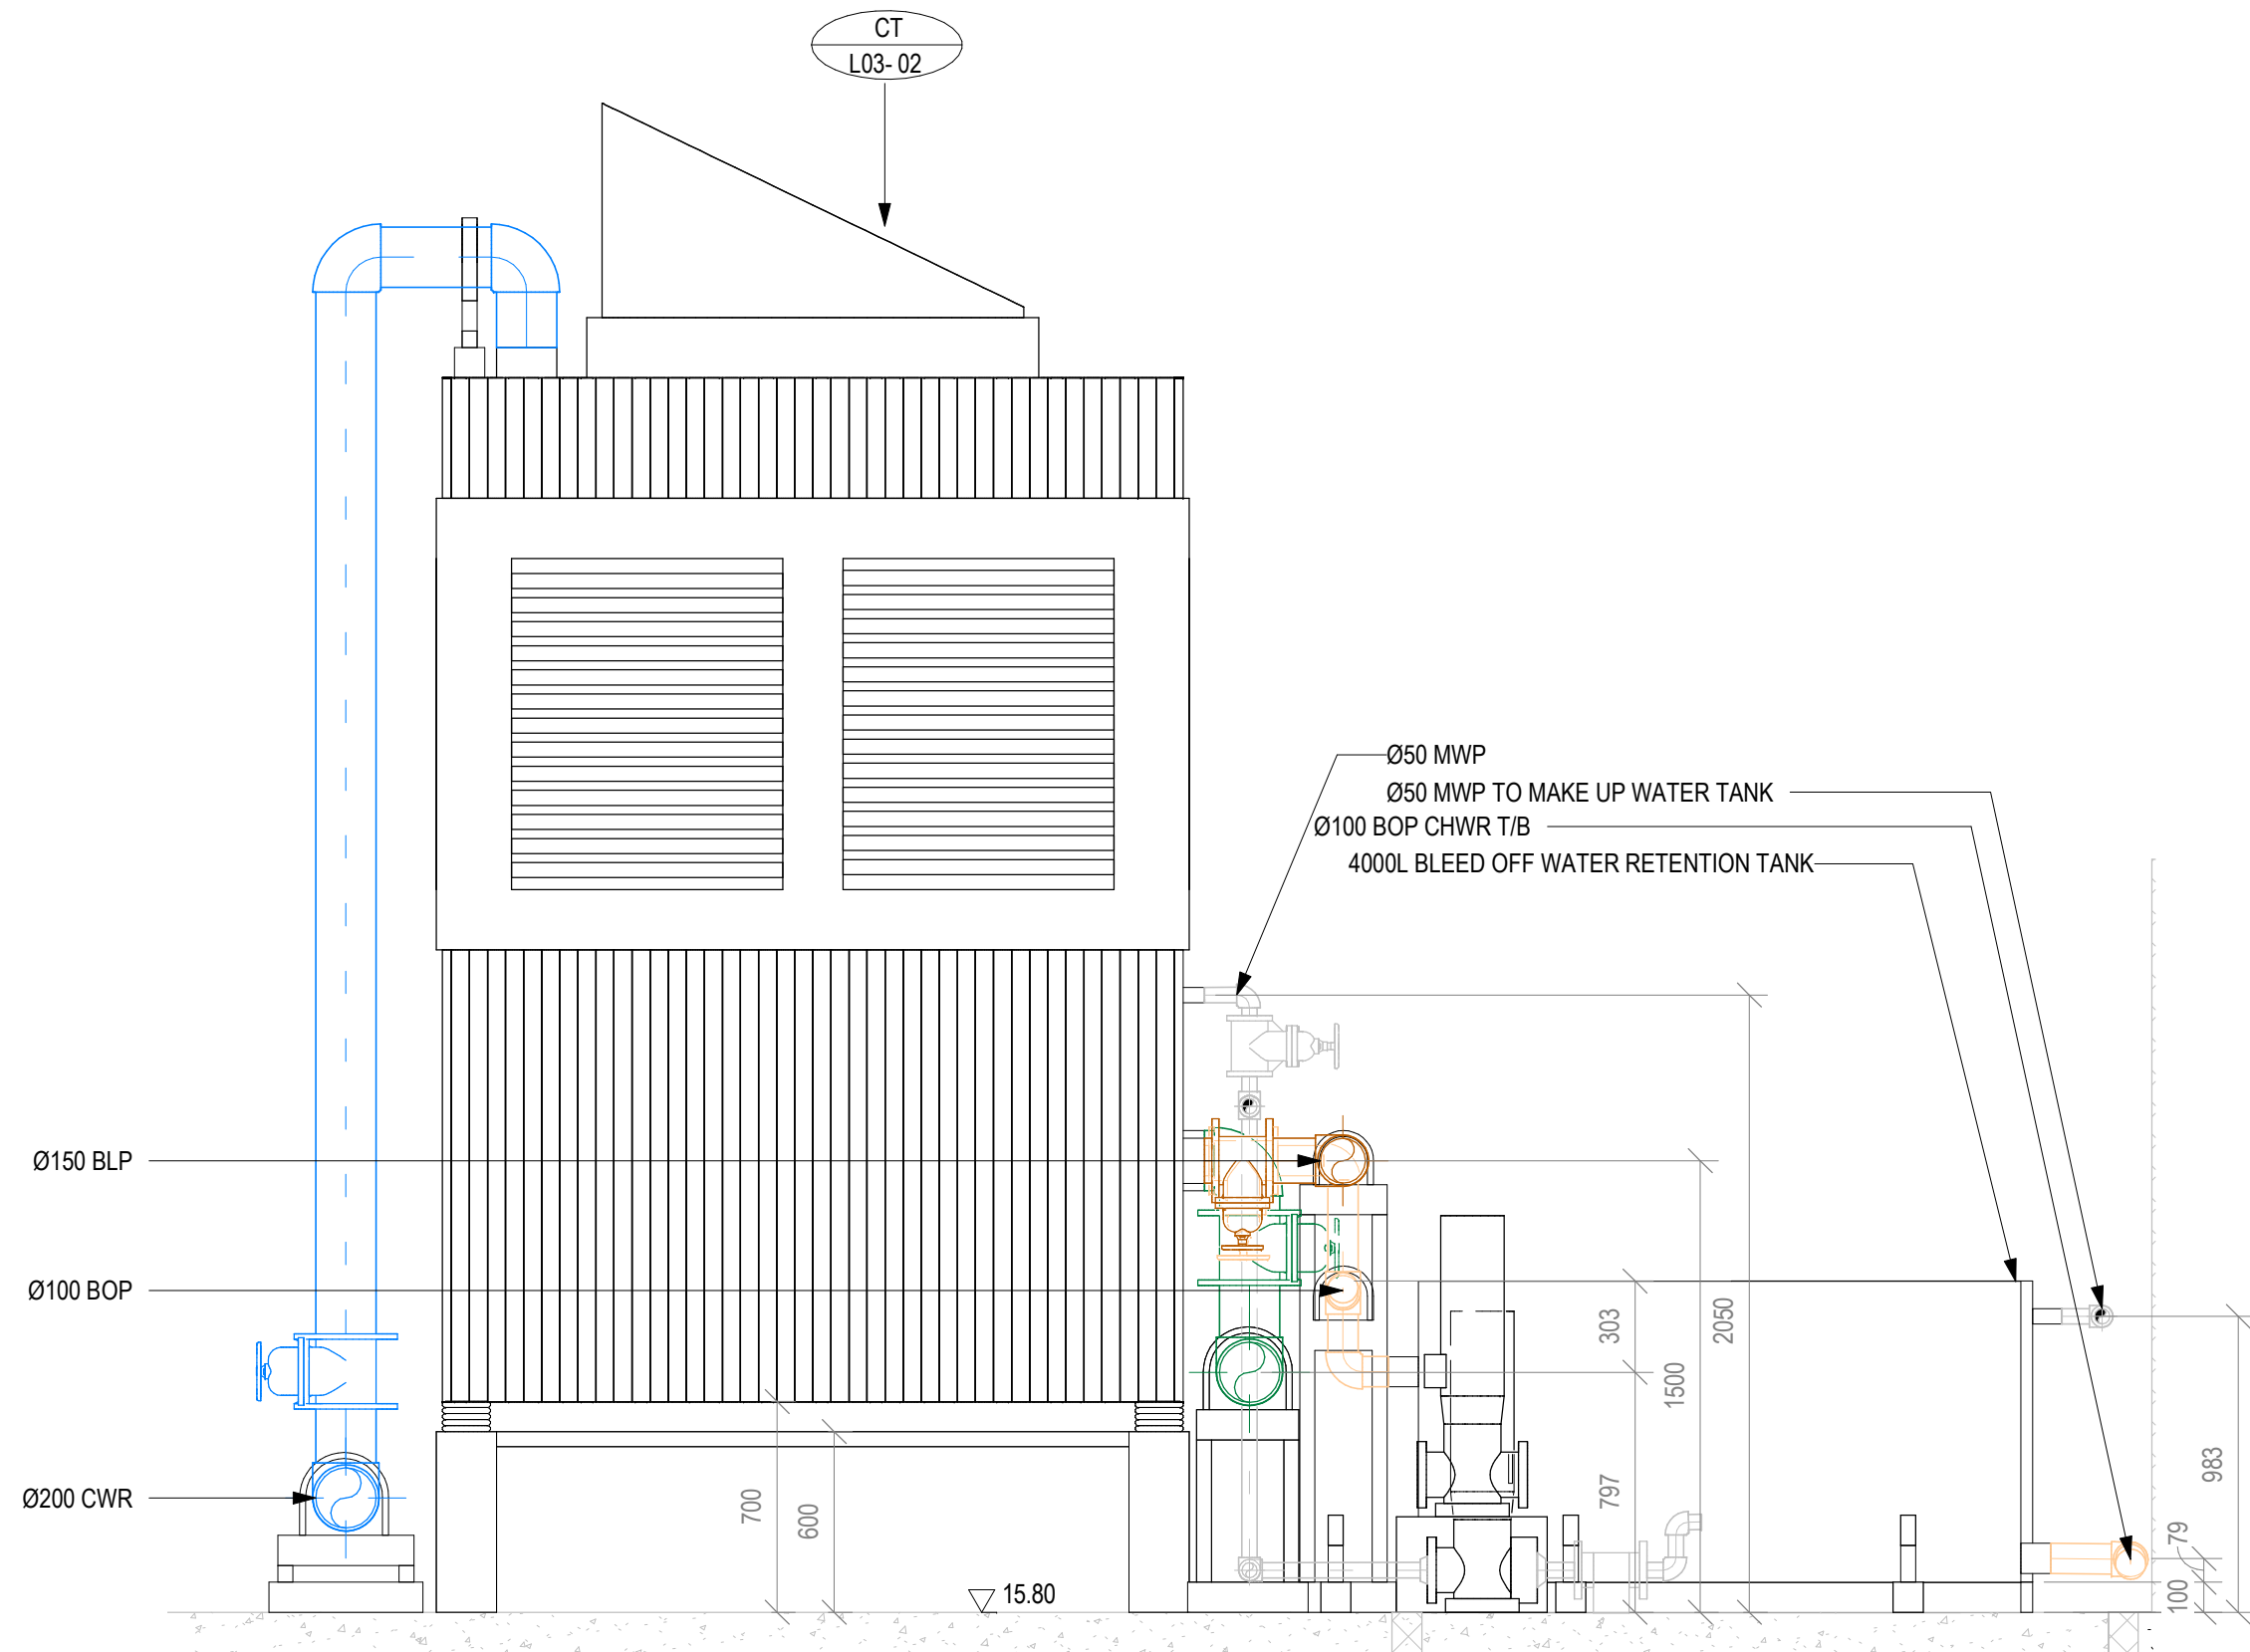 CT
L03- 02
Ø50 MWP
Ø50 MWP TO MAKE UP WATER TANK
Ø100 BOP CHWR T/B
4000L BLEED OFF WATER RETENTION TANK
Ø150 BLP
Ø100 BOP
Ø200 CWR
700
600
15.80
303
797
1500
2050
983
79
100